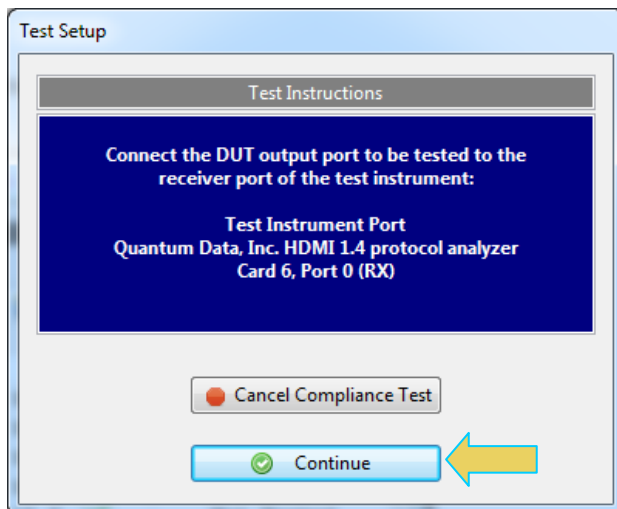 Test Setup
Test Instructions
Connect the DUT output port to be tested to the
receiver port of the test instrument:
Test Instrument Port
Quantum Data, Inc. HDMI 1.4 protocol analyzer
Card 6, Port 0 (RX)
Cancel Compliance Test
Continue